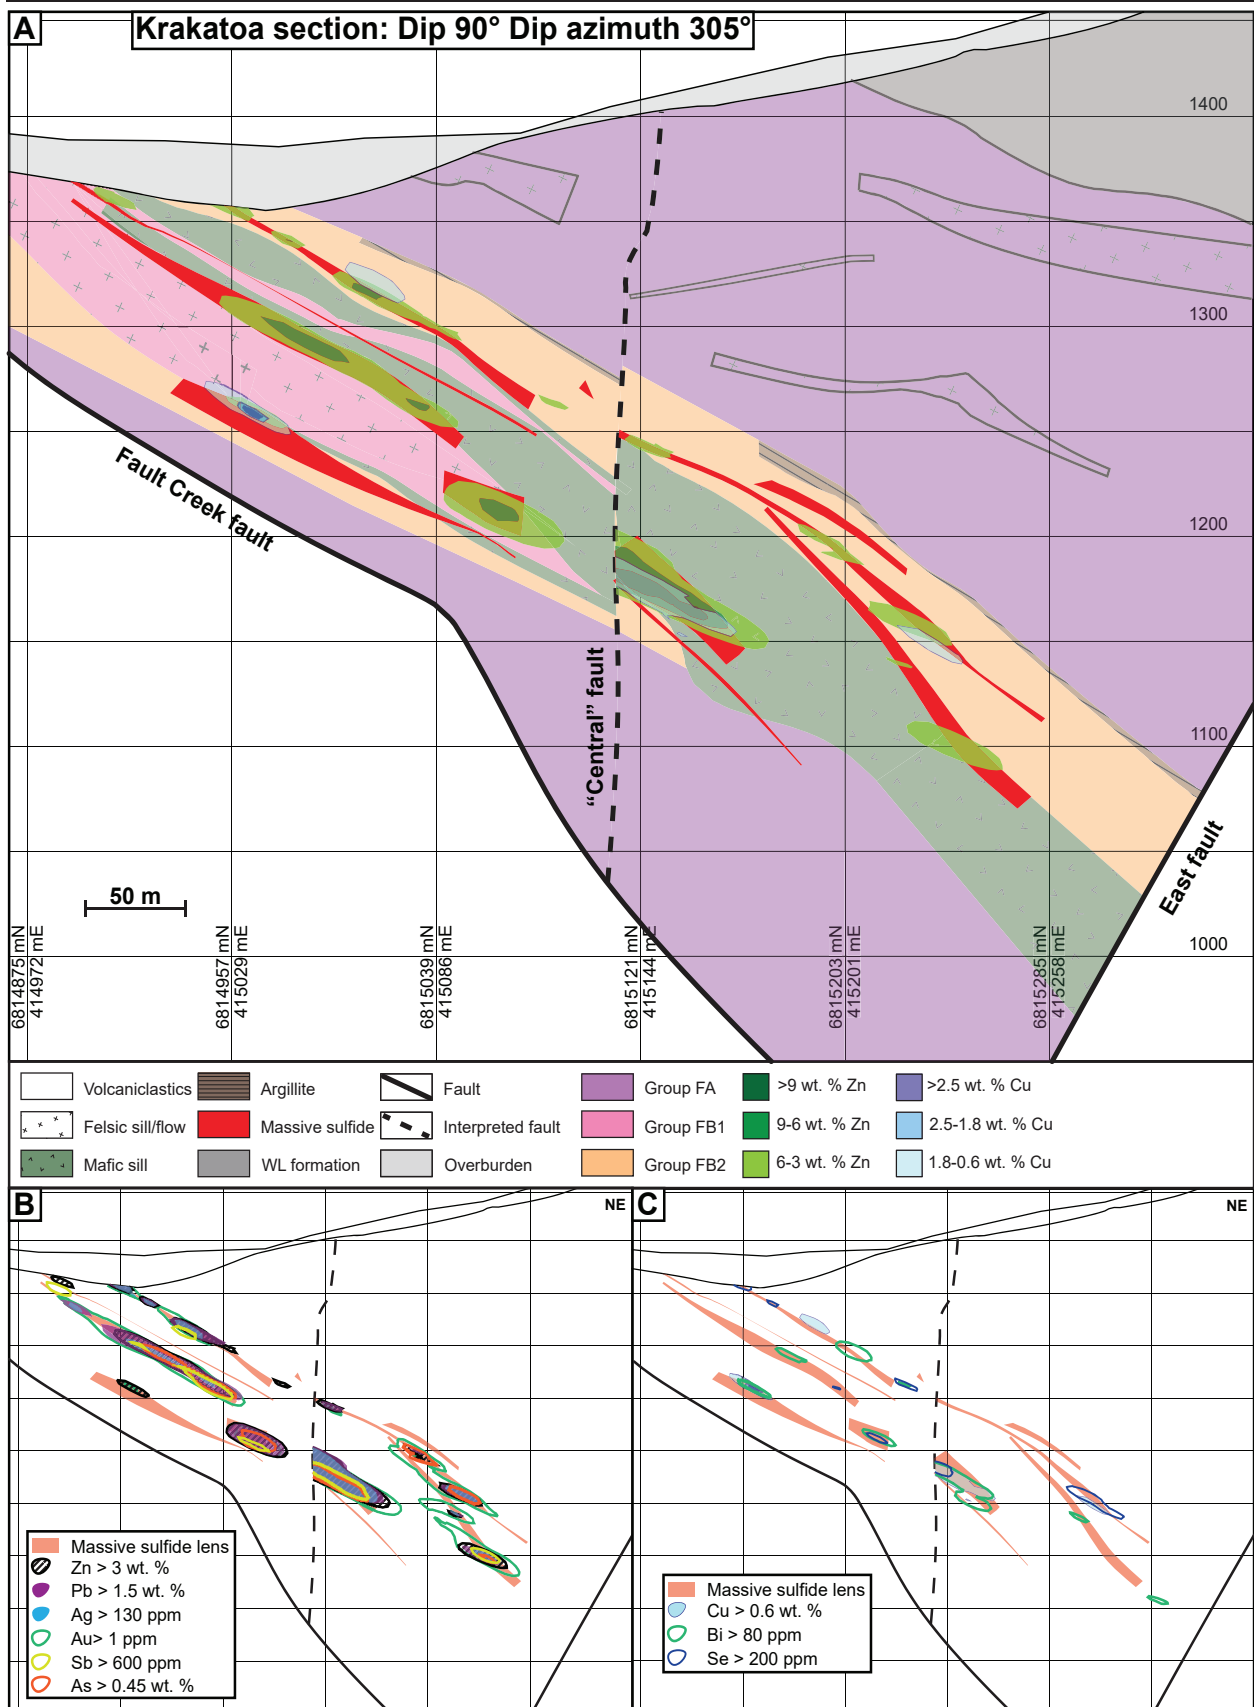 A
Krakatoa section: Dip 90° Dip azimuth 305°
1400
1300
1200
1100
1000
Fault Creek fault
"Central" fault
East fault
50 m
6814875 mN
414972 mE
6814957 mN
415029 mE
6815039 mN
415086 mE
6815121 mN
415144 mE
6815203 mN
415201 mE
6815285 mN
415258 mE
Volcaniclastics
Argillite
Fault
Group FA
>9 wt. % Zn
>2.5 wt. % Cu
Felsic sill/flow
Massive sulfide
Interpreted fault
Group FB1
9-6 wt. % Zn
2.5-1.8 wt. % Cu
Mafic sill
WL formation
Overburden
Group FB2
6-3 wt. % Zn
1.8-0.6 wt. % Cu
B
NE
Massive sulfide lens
Zn > 3 wt. %
Pb > 1.5 wt. %
Ag > 130 ppm
Au> 1 ppm
Sb > 600 ppm
As > 0.45 wt. %
C
NE
Massive sulfide lens
Cu > 0.6 wt. %
Bi > 80 ppm
Se > 200 ppm